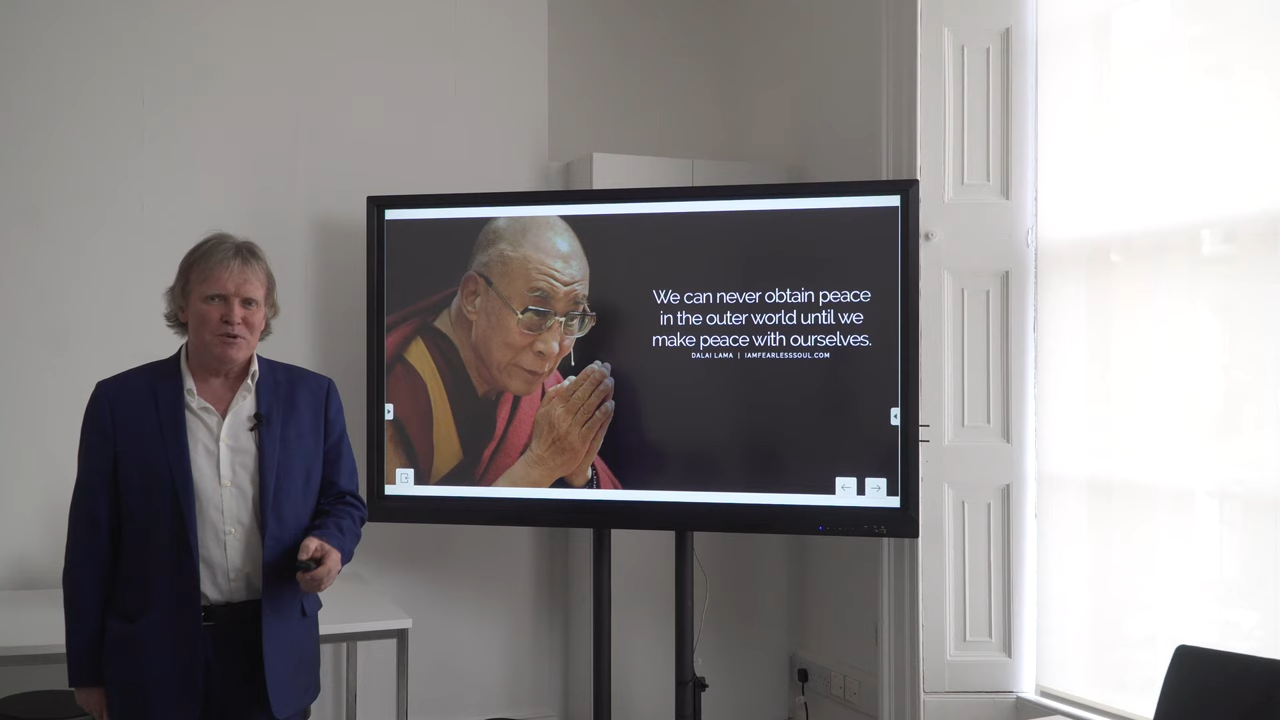 We can never obtain peace
in the outer world until we
make peace with ourselves.
DALAI LAMA | IAMFEARLESSSOUL.COM